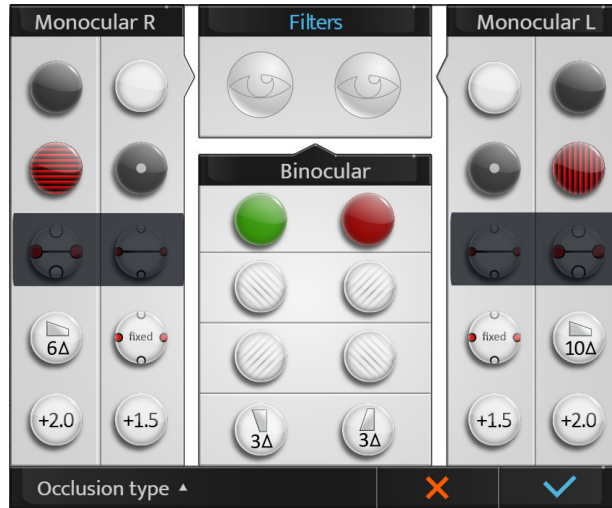 Monocular R
Filters
Monocular L
Binocular
6Δ
fixed
fixed
10Δ
+2.0
+1.5
3Δ
3Δ
+1.5
+2.0
Occlusion type